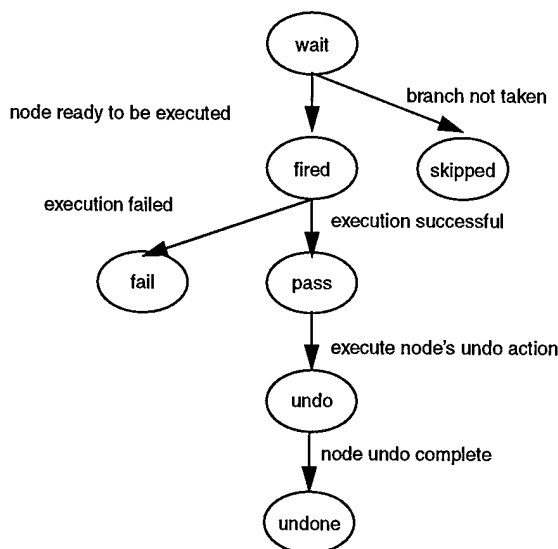 wait
branch not taken
node ready to be executed
fired
skipped
execution failed
execution successful
fail
pass
execute node's undo action
undo
node undo complete
undone